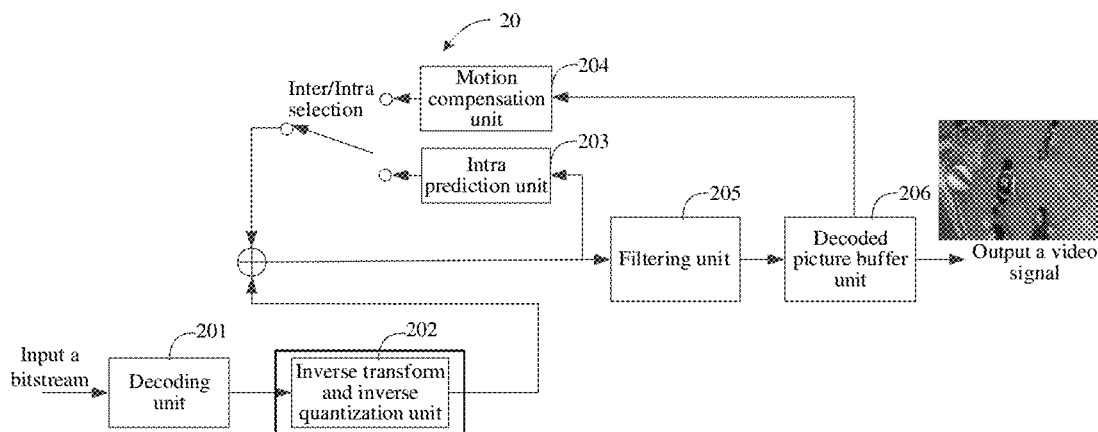 20
204
Motion
compensation
unit
Inter/Intra
selection
203
Intra
prediction unit
205
Filtering unit
206
Decoded
picture buffer
unit
Output a video
signal
201
Input a
bitstream
Decoding
unit
202
Inverse transform
and inverse
quantization unit